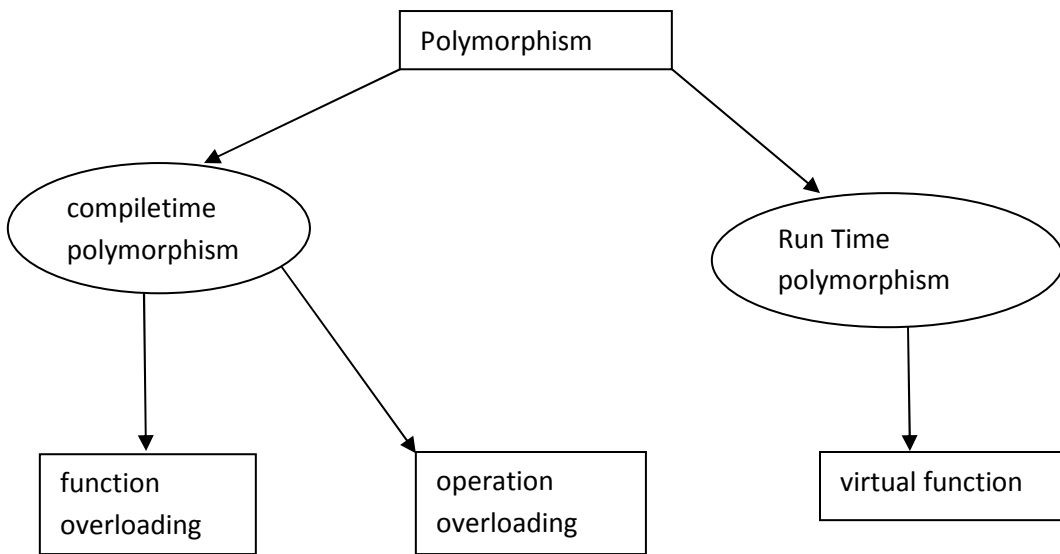 Polymorphism
compiletime
polymorphism
Run Time
polymorphism
function
overloading
operation
overloading
virtual function